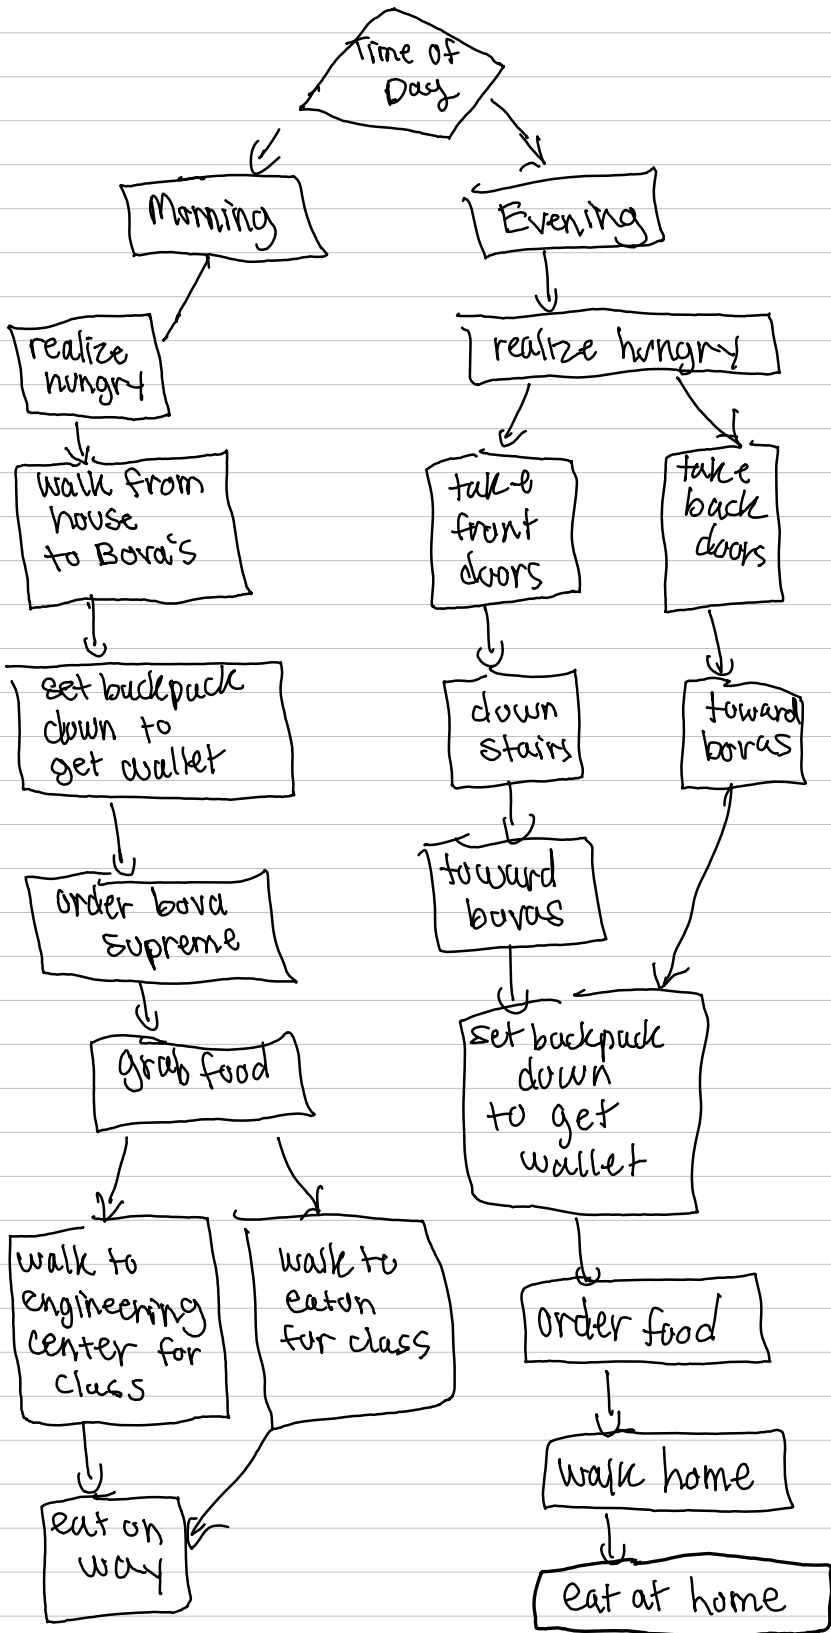 Time of
Day
Morning
Evening
realize
hungry
realize hungry
walk from
house
to Bova's
take
front
doors
take
back
doors
set backpack
down to
get wallet
down
stairs
toward
bovas
order bova
supreme
toward
bovas
grab food
set backpack
down
to get
wallet
walk to
engineering
center for
class
walk to
eaton
for class
order food
walk home
eat on
way
eat at home